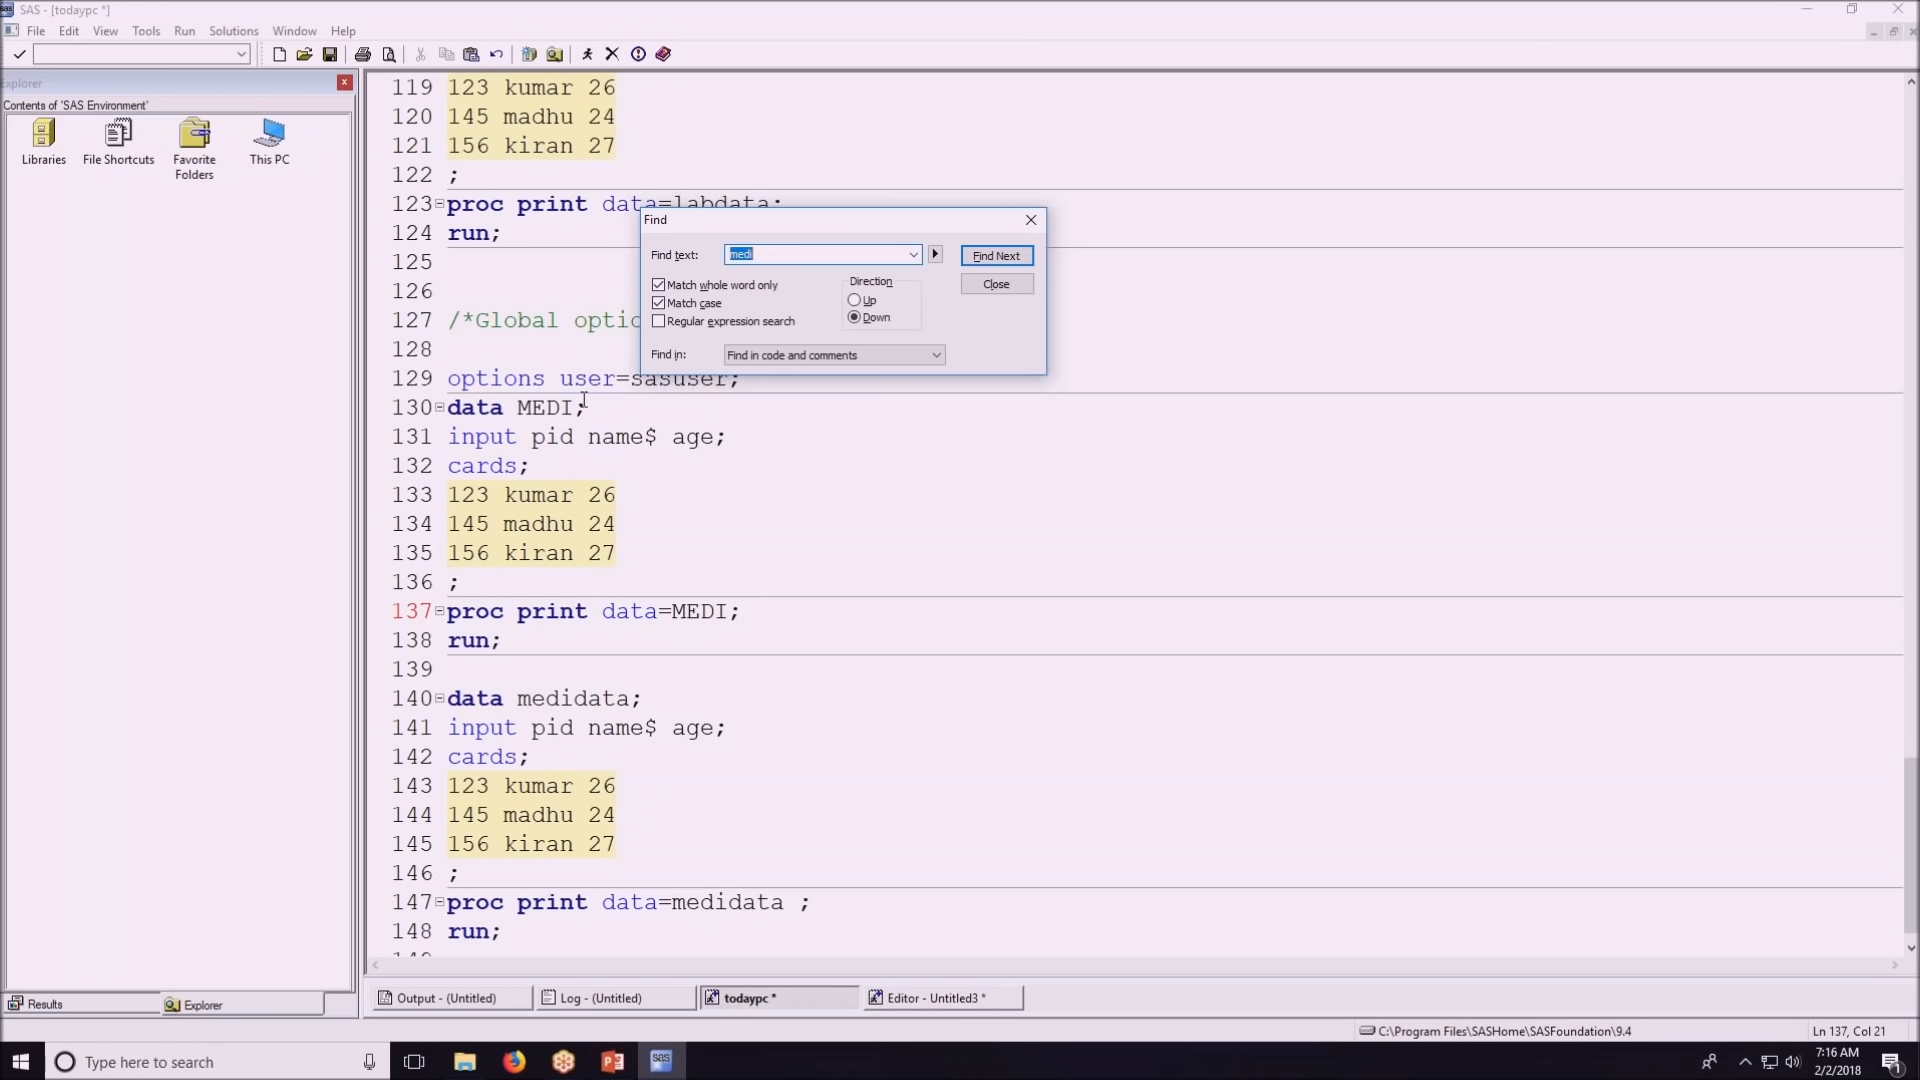 SAS - [todaypc *]
File Edit View Tools Run Solutions Window Help
Explorer
Contents of 'SAS Environment'
Libraries
File Shortcuts
Favorite Folders
This PC
119 123 kumar 26
120 145 madhu 24
121 156 kiran 27
122 ;
123 proc print data=labdata;
124 run;
125
126
127 /*Global optio
128
129 options user=sasuser;
130 data MEDI;
131 input pid name$ age;
132 cards;
133 123 kumar 26
134 145 madhu 24
135 156 kiran 27
136 ;
137 proc print data=MEDI;
138 run;
139
140 data medidata;
141 input pid name$ age;
142 cards;
143 123 kumar 26
144 145 madhu 24
145 156 kiran 27
146 ;
147 proc print data=medidata ;
148 run;
Find
Find text: medi
Find Next
Match whole word only
Match case
Regular expression search
Direction
Up
Down
Close
Find in: Find in code and comments
Results
Explorer
Output - (Untitled)
Log - (Untitled)
todaypc *
Editor - Untitled3 *
C:\Program Files\SASHome\SASFoundation\9.4
Ln 137, Col 21
Type here to search
sas
7:16 AM
2/2/2018
1